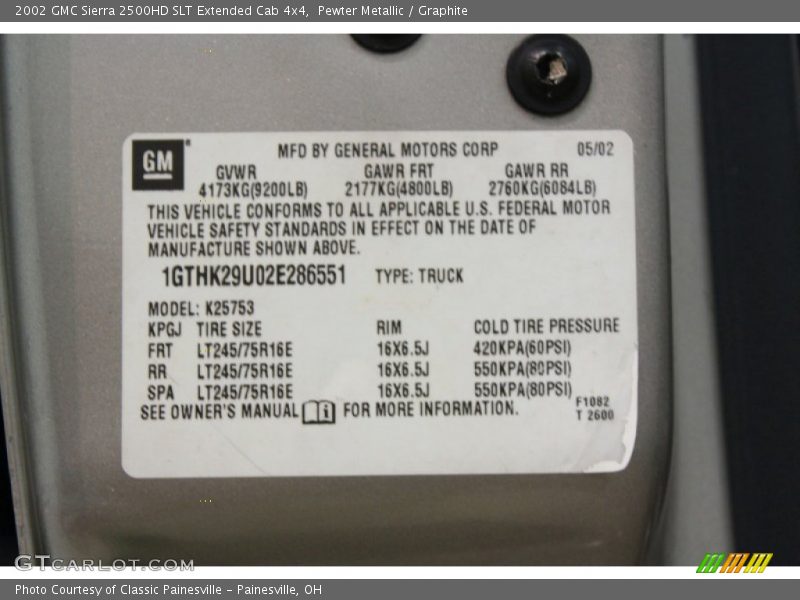 2002 GMC Sierra 2500HD SLT Extended Cab 4x4, Pewter Metallic / Graphite
GM
MFD BY GENERAL MOTORS CORP 05/02
GVWR GAWR FRT GAWR RR
4173KG(9200LB) 2177KG(4800LB) 2760KG(6084LB)
THIS VEHICLE CONFORMS TO ALL APPLICABLE U.S. FEDERAL MOTOR
VEHICLE SAFETY STANDARDS IN EFFECT ON THE DATE OF
MANUFACTURE SHOWN ABOVE.
1GTHK29U02E286551 TYPE: TRUCK
MODEL: K25753
KPGJ TIRE SIZE RIM COLD TIRE PRESSURE
FRT LT245/75R16E 16X6.5J 420KPA(60PSI)
RR LT245/75R16E 16X6.5J 550KPA(80PSI)
SPA LT245/75R16E 16X6.5J 550KPA(80PSI)
SEE OWNER'S MANUAL i FOR MORE INFORMATION.
F1082
T 2600
GTCarLot.com
Photo Courtesy of Classic Painesville - Painesville, OH